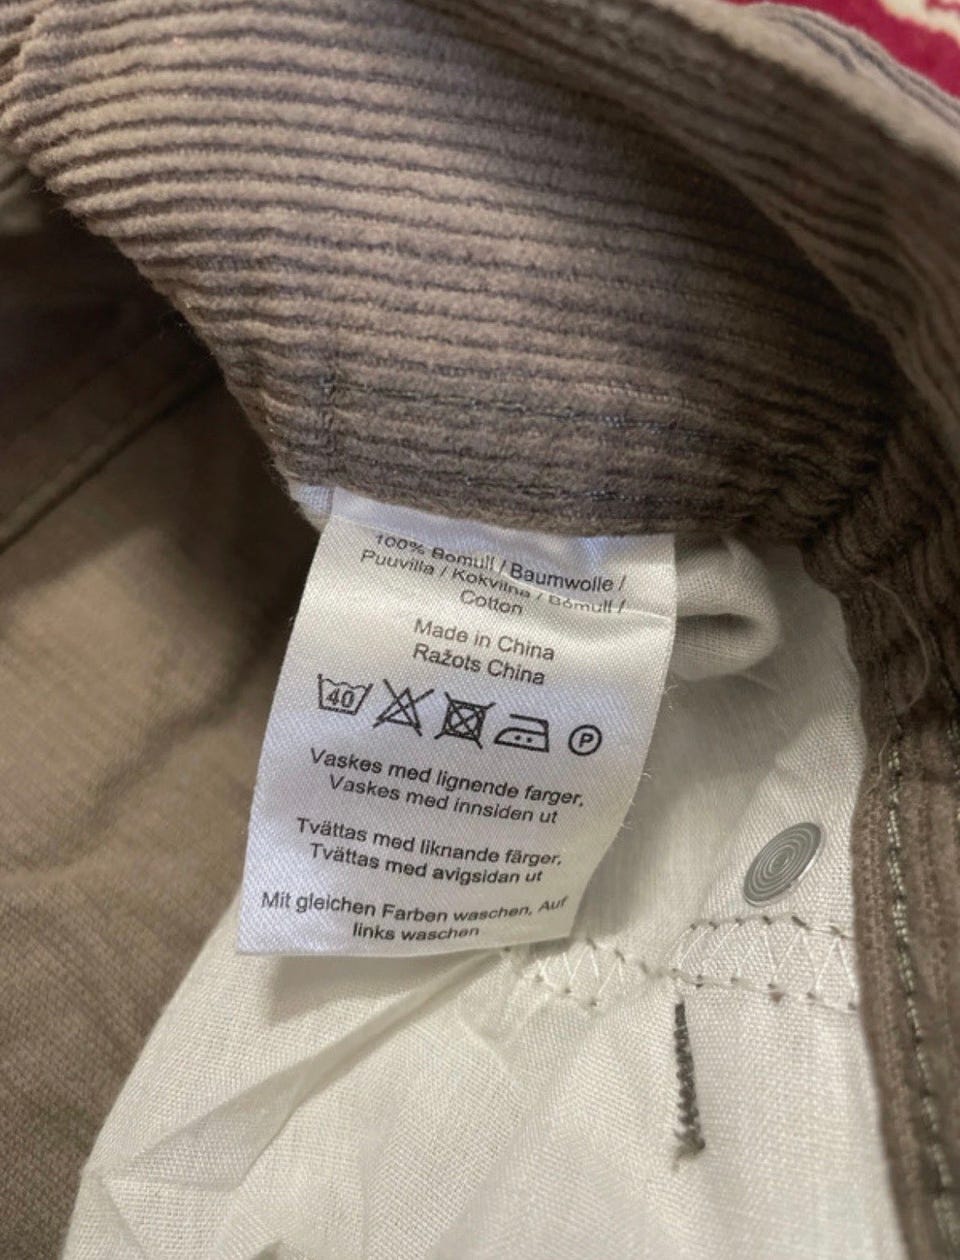 100% Bomull / Baumwolle /
Puuvilla / Kokvilna / Bomull /
Cotton
Made in China
Ražots China
40 P
Vaskes med lignende farger,
Vaskes med innsiden ut
Tvättas med liknande färger,
Tvättas med avigsidan ut
Mit gleichen Farben waschen, Auf
links waschen